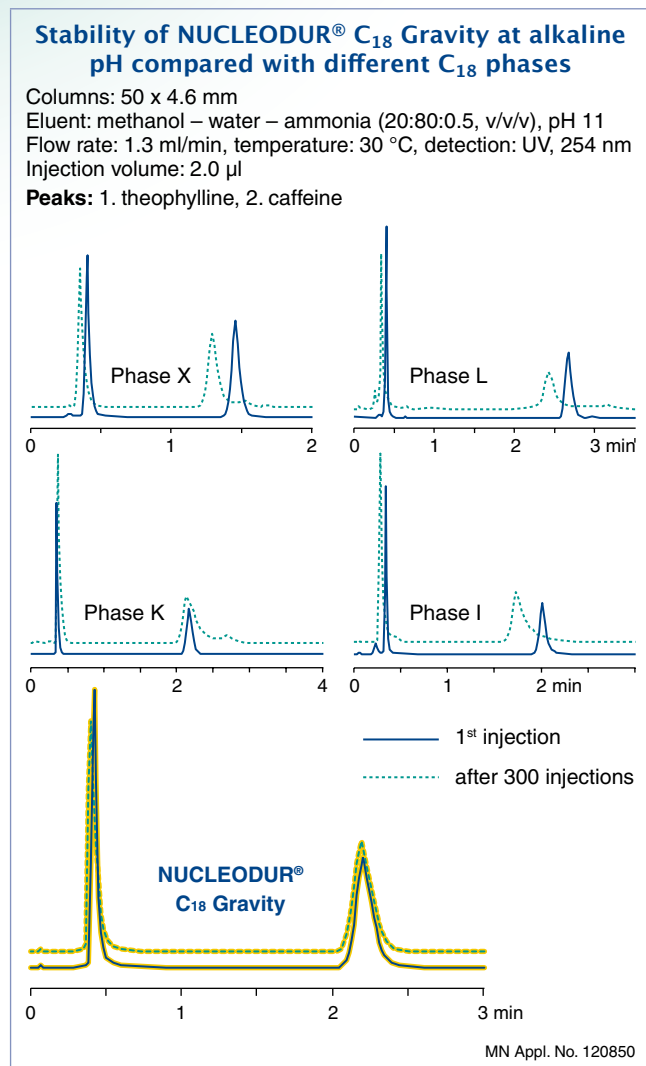 Stability of NUCLEODUR® C₁₈ Gravity at alkaline
pH compared with different C₁₈ phases
Columns: 50 x 4.6 mm
Eluent: methanol – water – ammonia (20:80:0.5, v/v/v), pH 11
Flow rate: 1.3 ml/min, temperature: 30 °C, detection: UV, 254 nm
Injection volume: 2.0 µl
Peaks: 1. theophylline, 2. caffeine
Phase X
0 1 2
Phase L
0 1 2 3 min
Phase K
0 2 4
Phase I
0 1 2 min
1st injection
after 300 injections
NUCLEODUR®
C18 Gravity
0 1 2 3 min
MN Appl. No. 120850